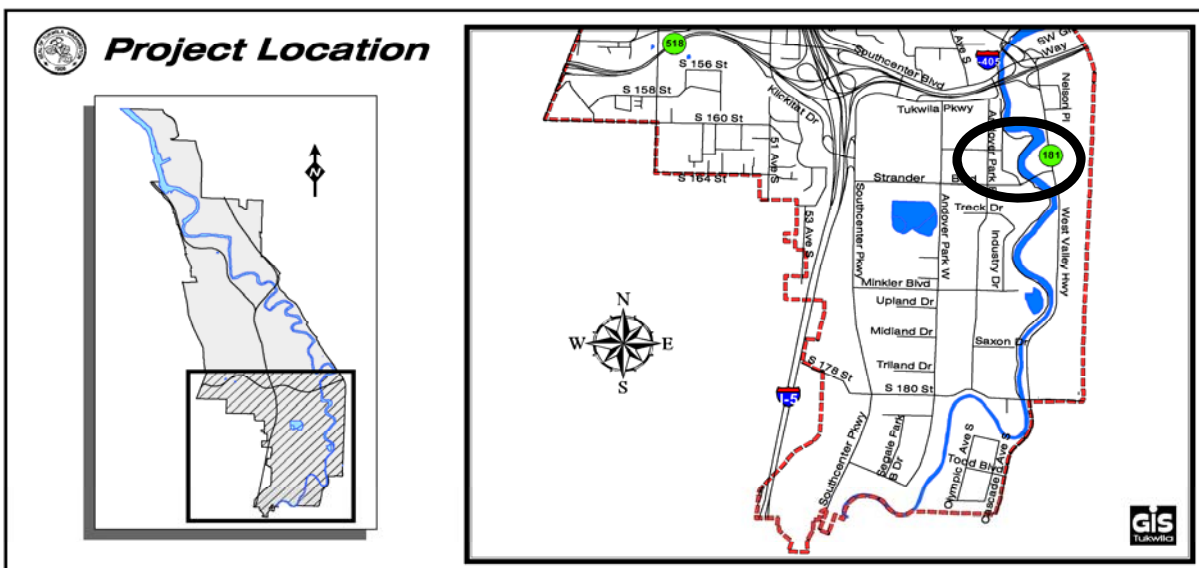 Project Location
N
518
S 156 St
S 158 St
S 160 St
S 164 St
Klickitat Dr
51 Ave S
53 Ave S
Southcenter Blvd
I-405
Way
Nelson Pl
Tukwila Pkwy
Andover Park E
181
Strander Blvd
Treck Dr
Southcenter Pkwy
Andover Park W
Industry Dr
West Valley Hwy
Minkler Blvd
Upland Dr
Midland Dr
Triland Dr
Saxon Dr
S 178 St
S 180 St
I-5
N
W
E
S
Southcenter Pkwy
Segale Park
B Dr
Olympic Ave S
Todd Blvd
Cascade Ave S
GIS
Tukwila